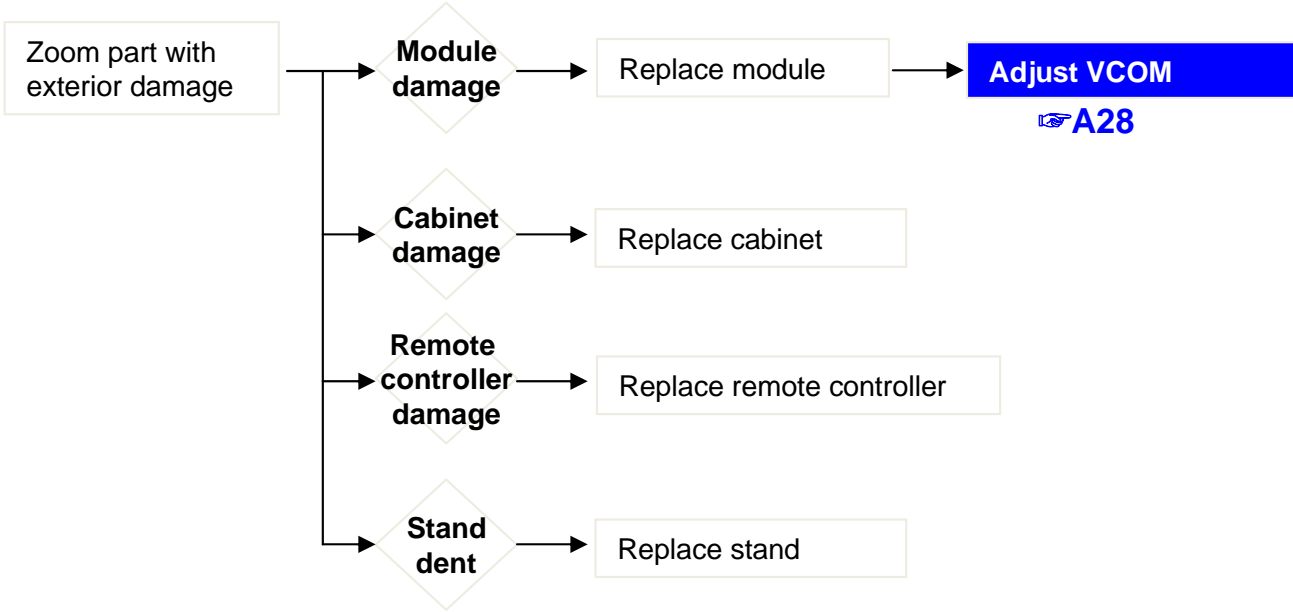 Zoom part with
exterior damage
Module
damage
Replace module
Adjust VCOM
☞A28
Cabinet
damage
Replace cabinet
Remote
controller
damage
Replace remote controller
Stand
dent
Replace stand